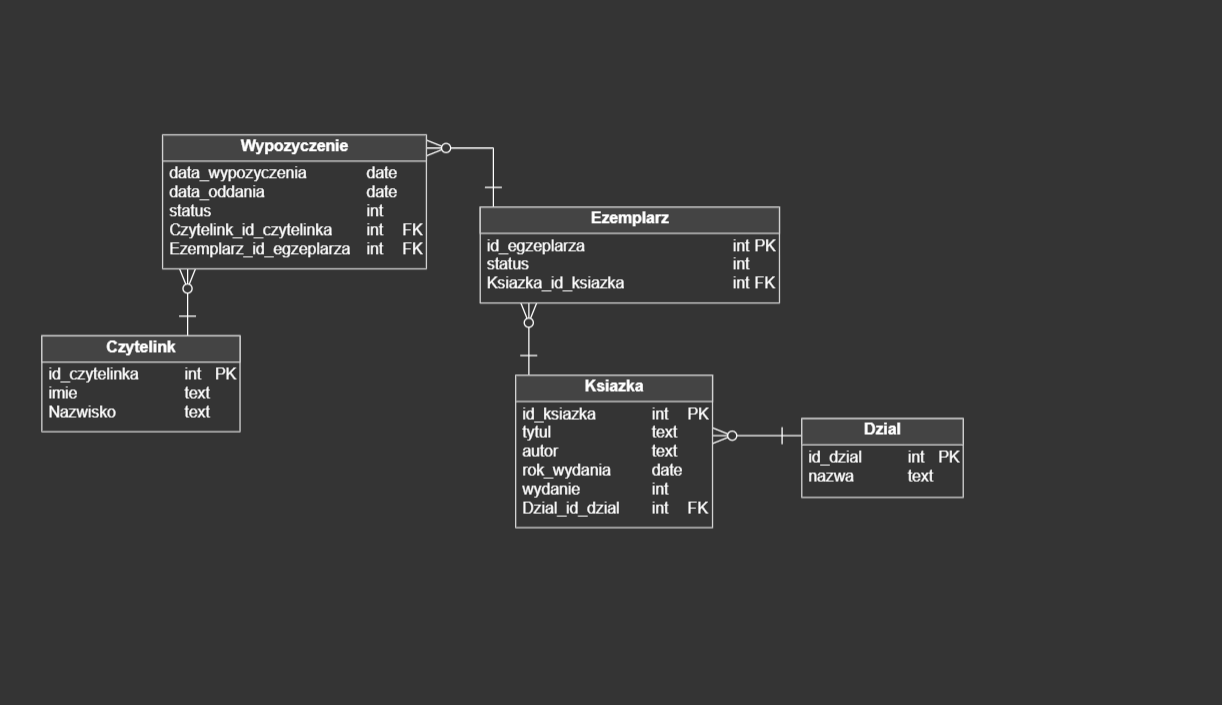 Wypozyczenie
data_wypozyczenia date
data_oddania date
status int
Czytelink_id_czytelinka int FK
Ezemplarz_id_egzeplarza int FK
Ezemplarz
id_egzeplarza int PK
status int
Ksiazka_id_ksiazka int FK
Czytelink
id_czytelinka int PK
imie text
Nazwisko text
Ksiazka
id_ksiazka int PK
tytul text
autor text
rok_wydania date
wydanie int
Dzial_id_dzial int FK
Dzial
id_dzial int PK
nazwa text